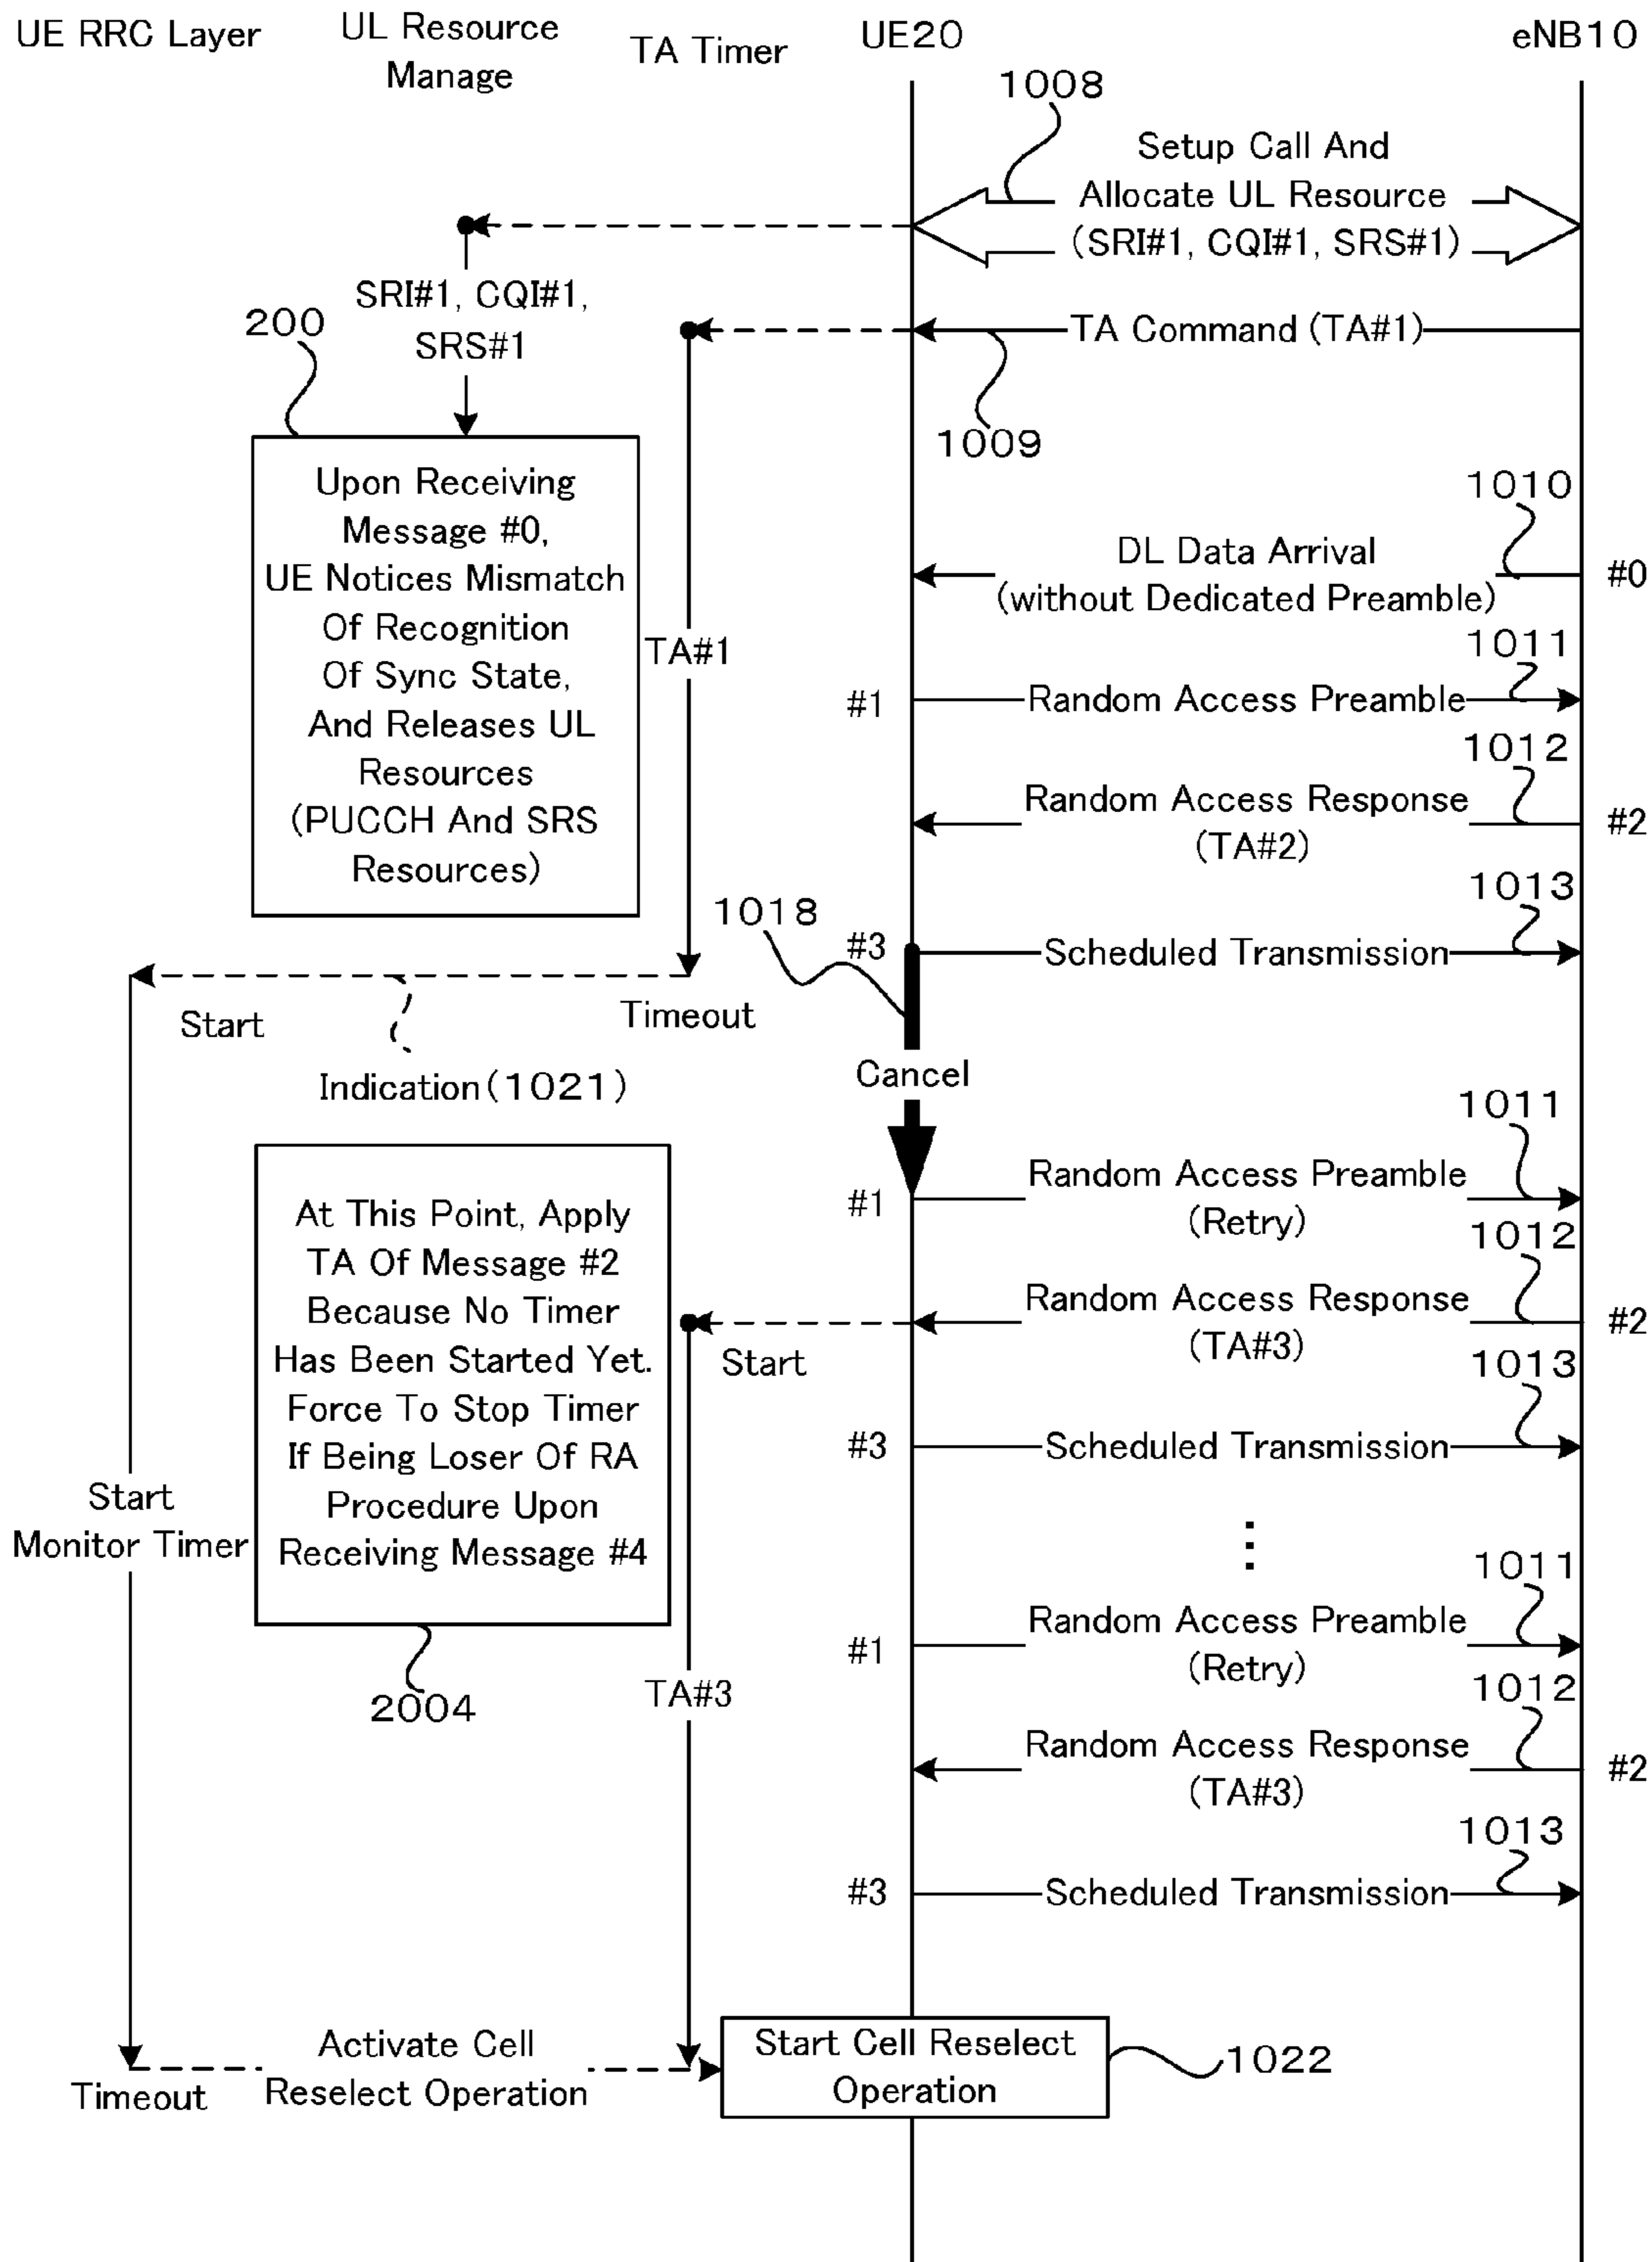 UE RRC Layer
UL Resource
Manage
TA Timer
UE20
eNB10
1008
Setup Call And
Allocate UL Resource
(SRI#1, CQI#1, SRS#1)
SRI#1, CQI#1,
SRS#1
200
TA Command (TA#1)
1009
Upon Receiving
Message #0,
UE Notices Mismatch
Of Recognition
Of Sync State,
And Releases UL
Resources
(PUCCH And SRS
Resources)
TA#1
1010
DL Data Arrival
(without Dedicated Preamble)
#0
1011
#1
Random Access Preamble
1012
Random Access Response
(TA#2)
#2
1013
1018
#3
Scheduled Transmission
Start
Timeout
Indication(1021)
Cancel
1011
Random Access Preamble
(Retry)
#1
At This Point, Apply
TA Of Message #2
Because No Timer
Has Been Started Yet.
Force To Stop Timer
If Being Loser Of RA
Procedure Upon
Receiving Message #4
2004
1012
Random Access Response
(TA#3)
#2
Start
1013
#3
Scheduled Transmission
Start
Monitor Timer
1011
Random Access Preamble
(Retry)
#1
TA#3
1012
Random Access Response
(TA#3)
#2
1013
#3
Scheduled Transmission
Timeout
Activate Cell
Reselect Operation
Start Cell Reselect
Operation
1022